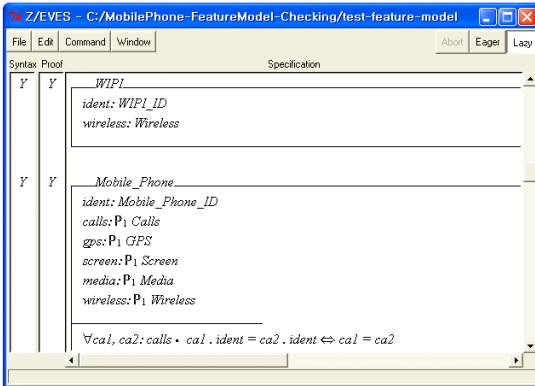 Z/EVES - C:/MobilePhone-FeatureModel-Checking/test-feature-model
File Edit Command Window Abort Eager Lazy
Syntax Proof Specification
Y Y WIPI
ident: WIPI_ID
wireless: Wireless
Y Y Mobile_Phone
ident: Mobile_Phone_ID
calls: P₁ Calls
gps: P₁ GPS
screen: P₁ Screen
media: P₁ Media
wireless: P₁ Wireless
∀ca1, ca2: calls • ca1 . ident = ca2 . ident ⇔ ca1 = ca2